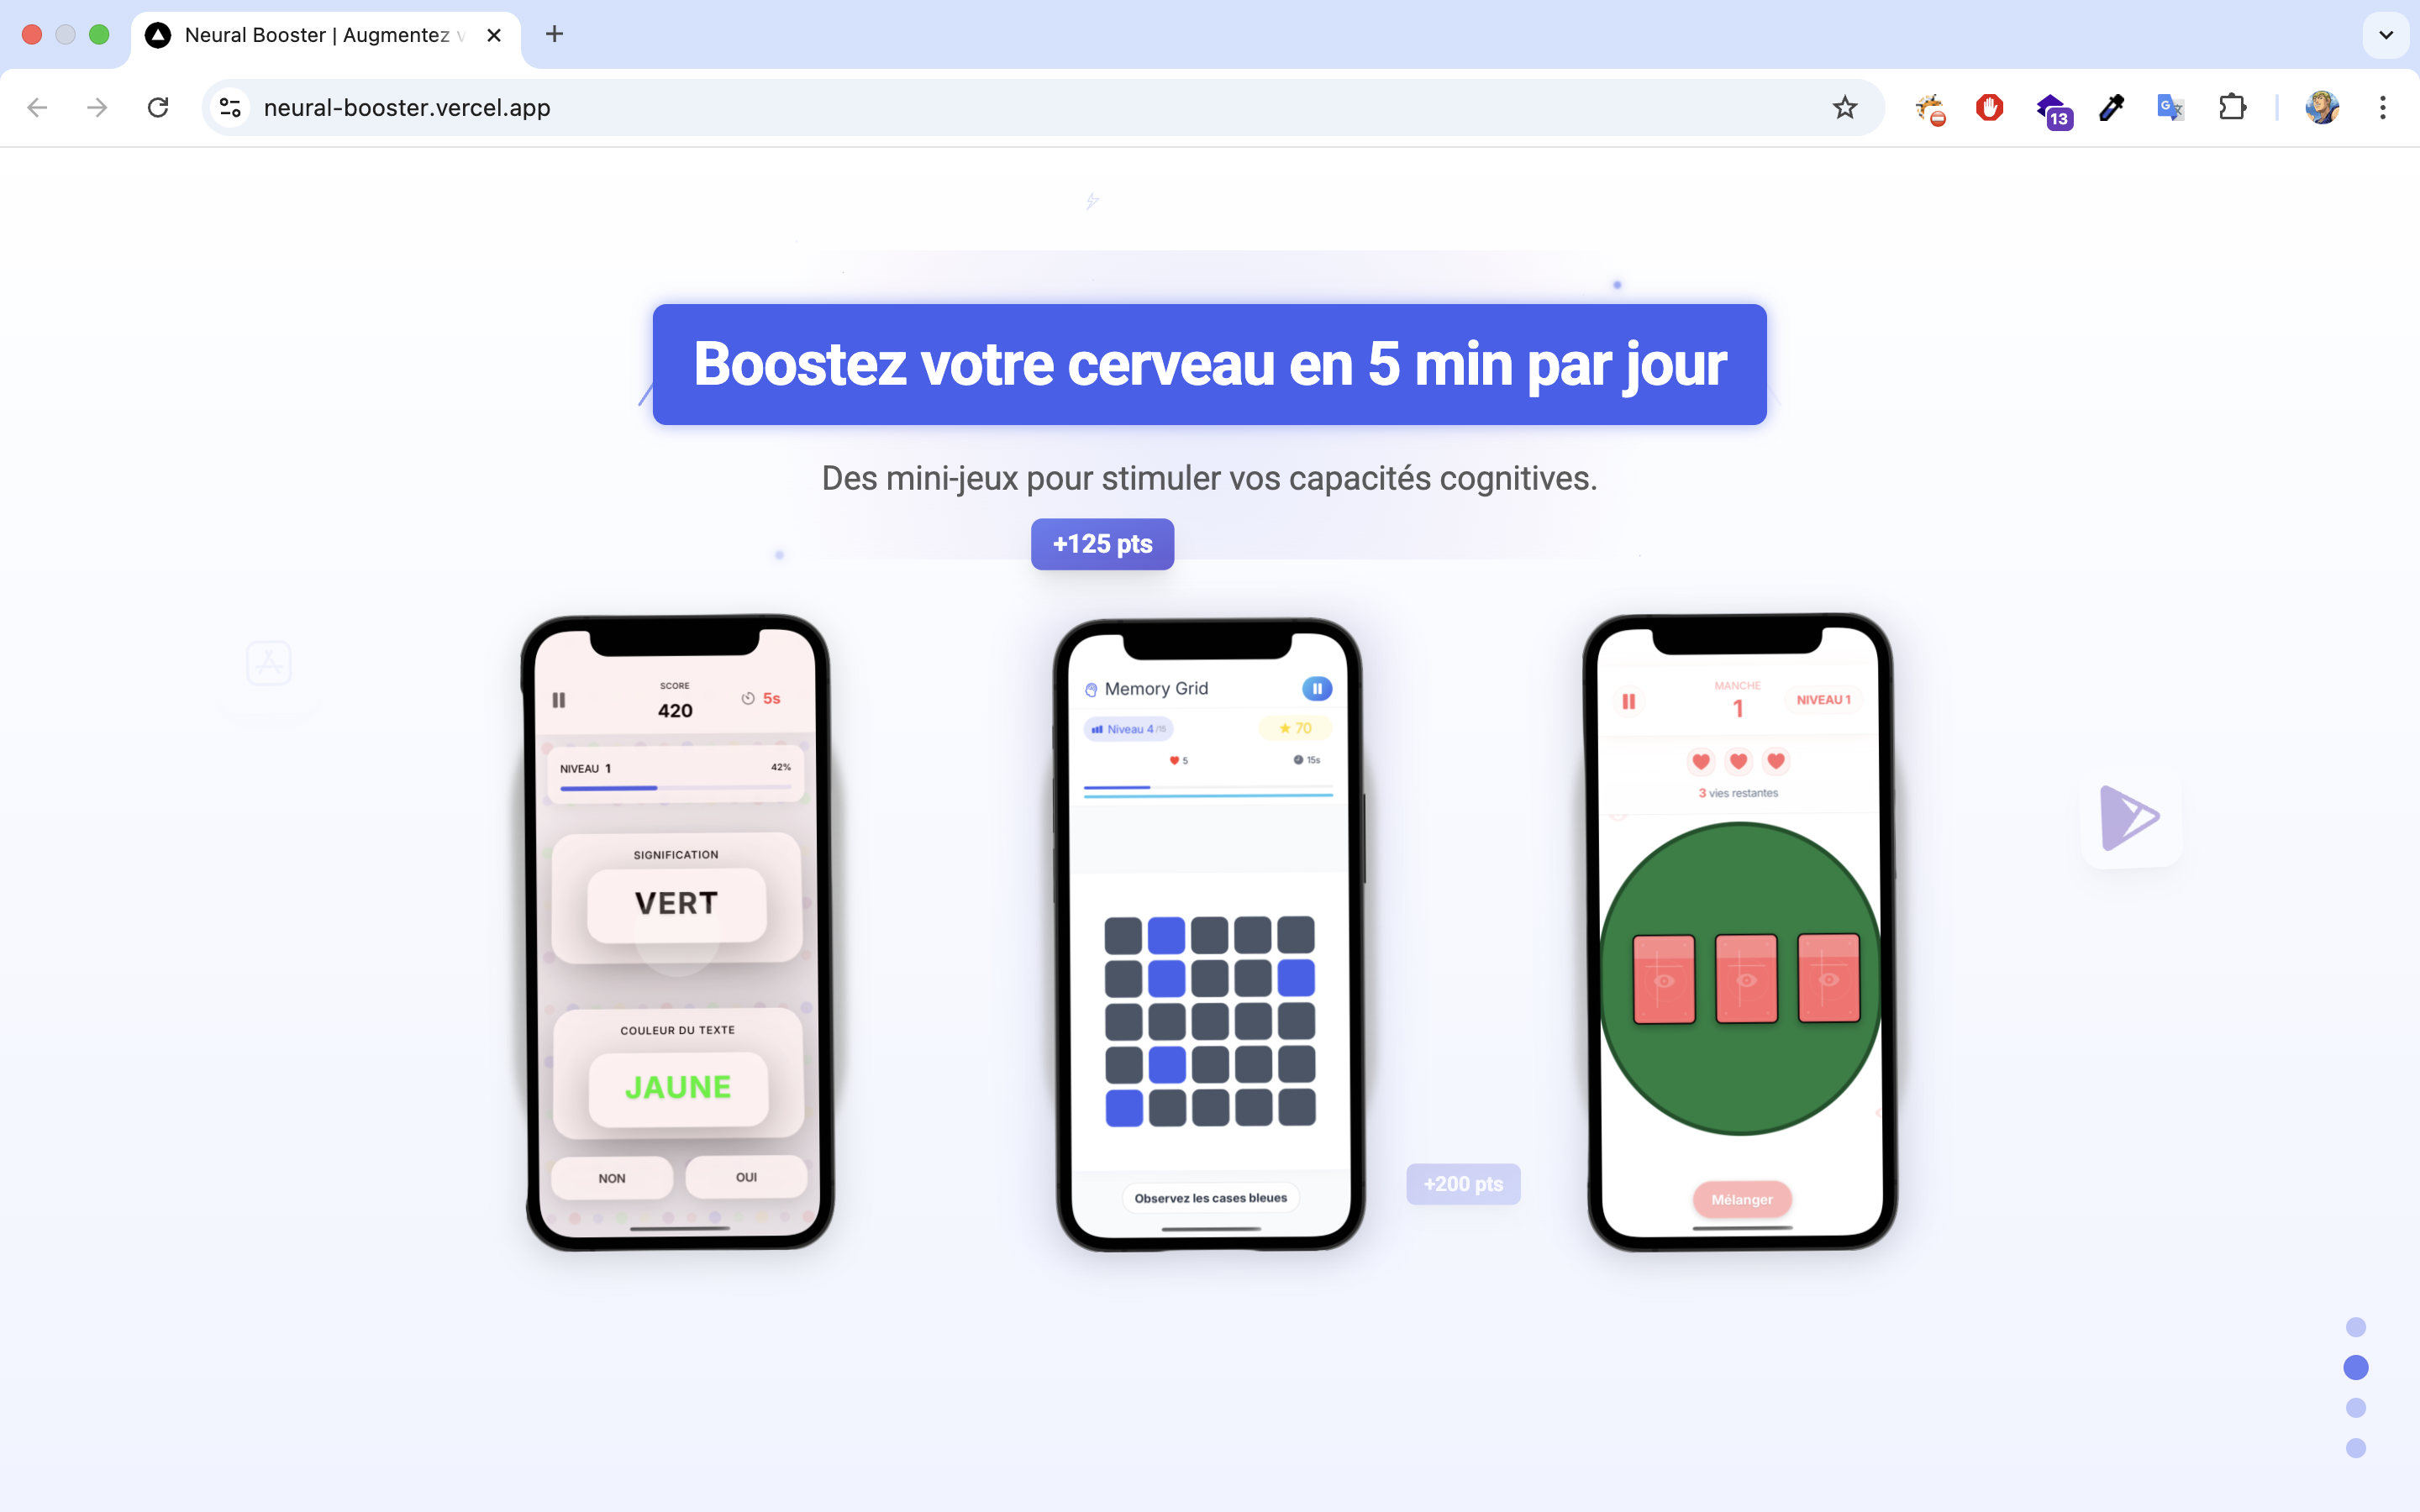 Neural Booster | Augmentez v
neural-booster.vercel.app
13
Boostez votre cerveau en 5 min par jour
Des mini-jeux pour stimuler vos capacités cognitives.
+125 pts
SCORE
420
5s
NIVEAU 1
42%
SIGNIFICATION
VERT
COULEUR DU TEXTE
JAUNE
NON
OUI
Memory Grid
Niveau 4/15
70
5
15s
Observez les cases bleues
+200 pts
MANCHE
1
NIVEAU 1
3 vies restantes
Mélanger